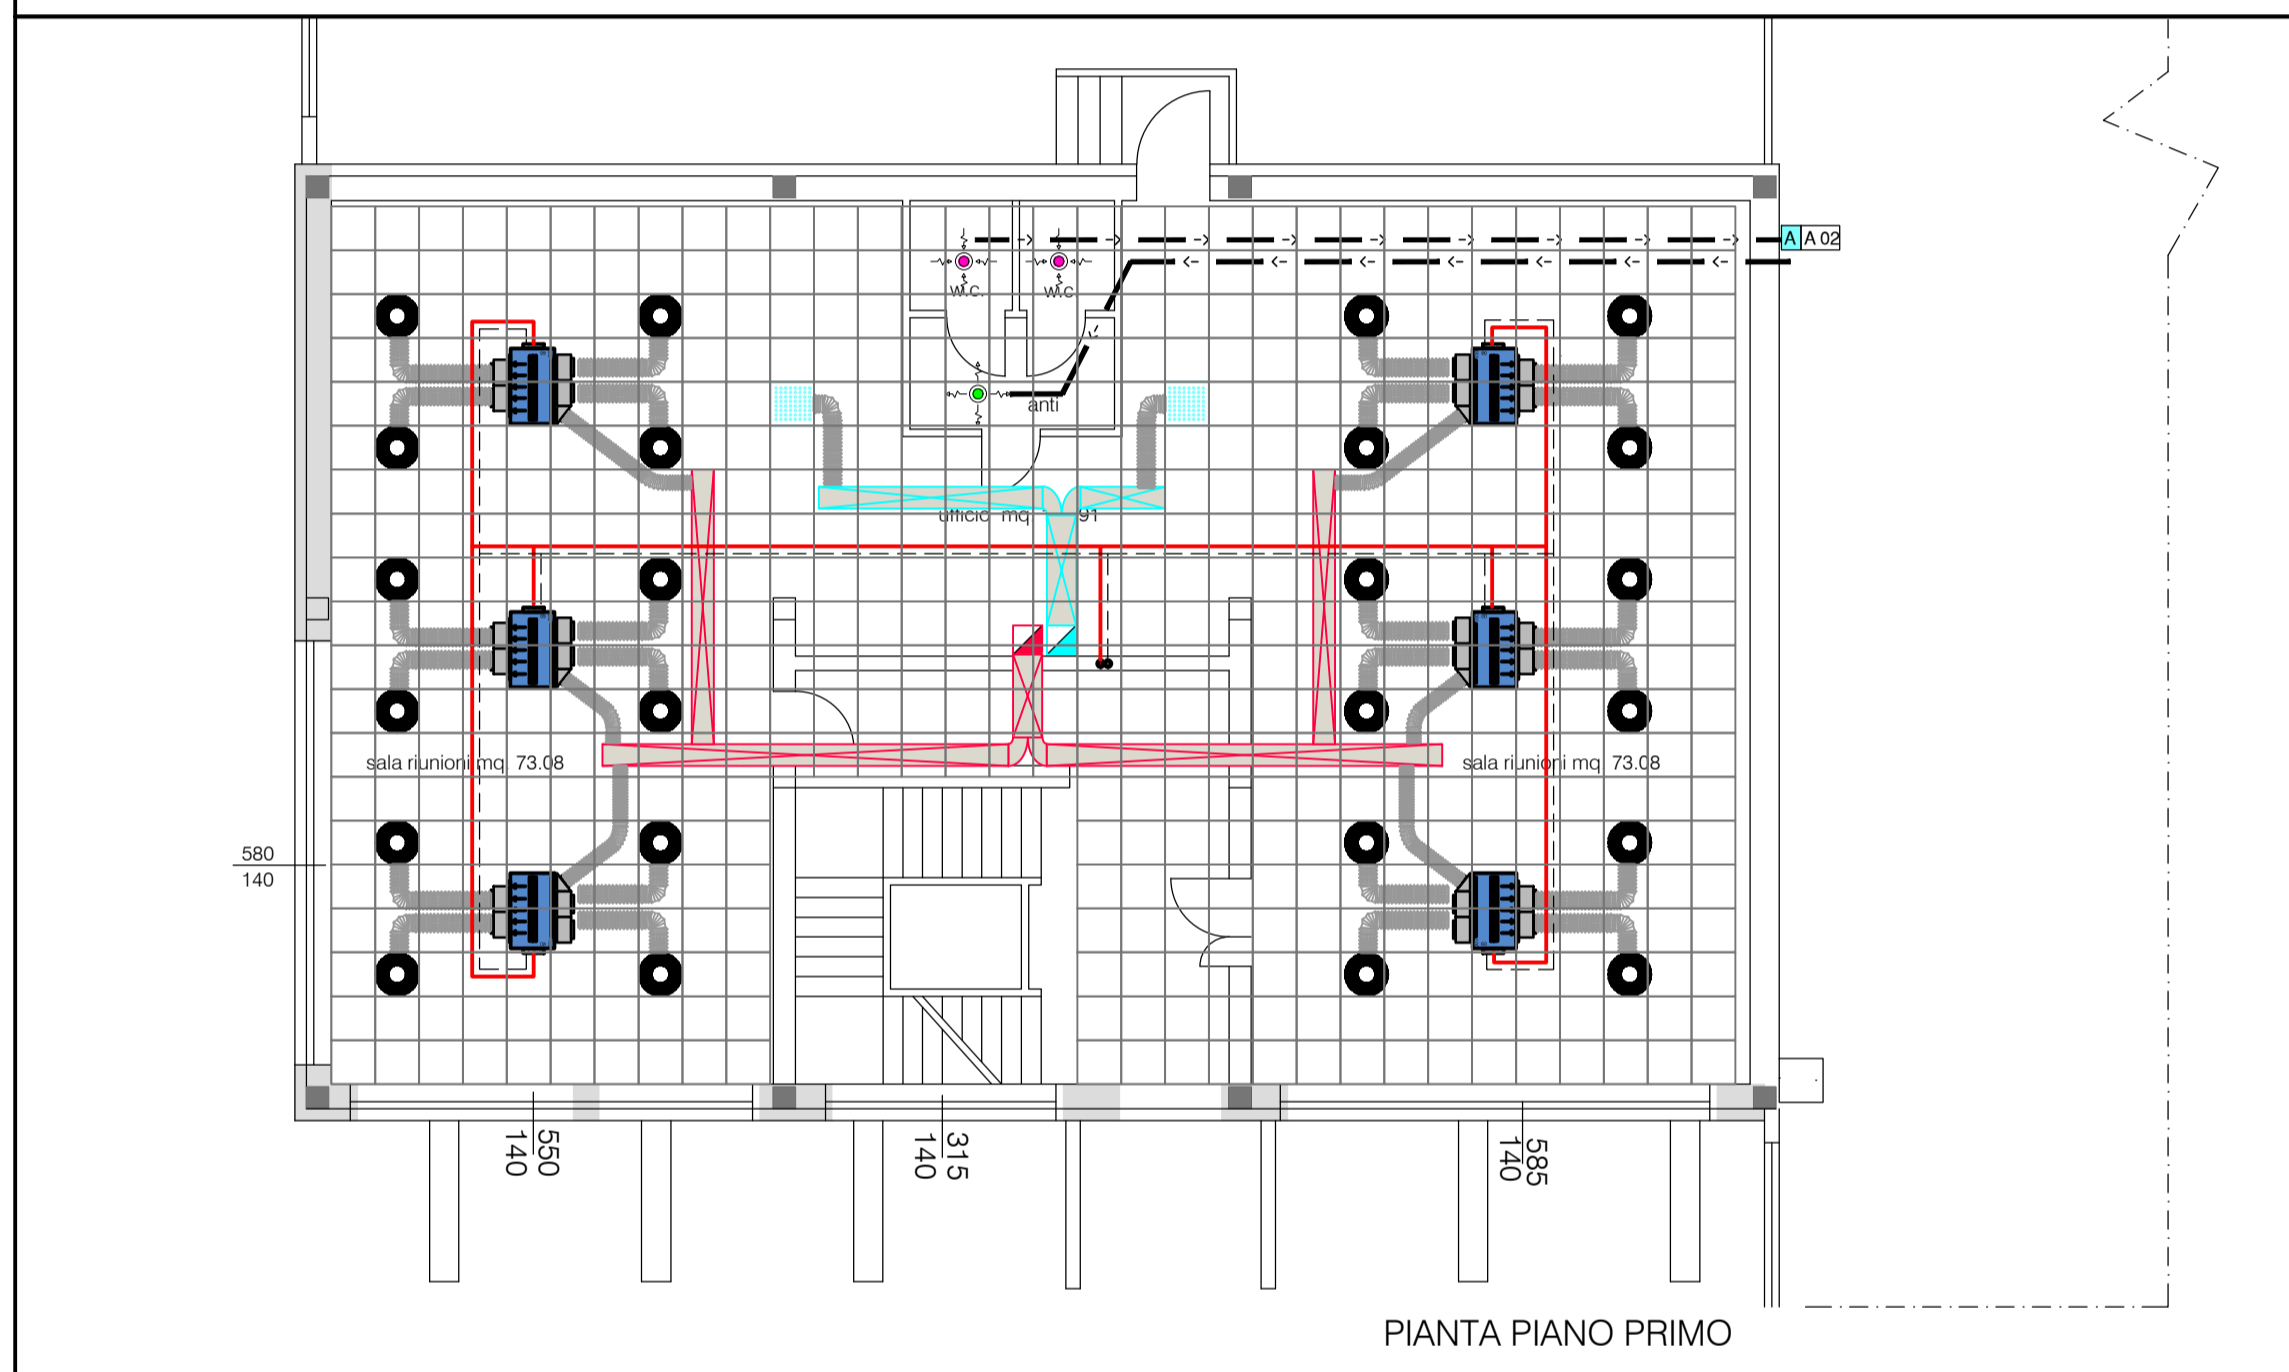 A A 02
w.c.
w.c
anti
ufficio mq 91
sala riunioni mq. 73.08
sala riunioni mq 73.08
580
140
550
140
315
140
585
140
PIANTA PIANO PRIMO